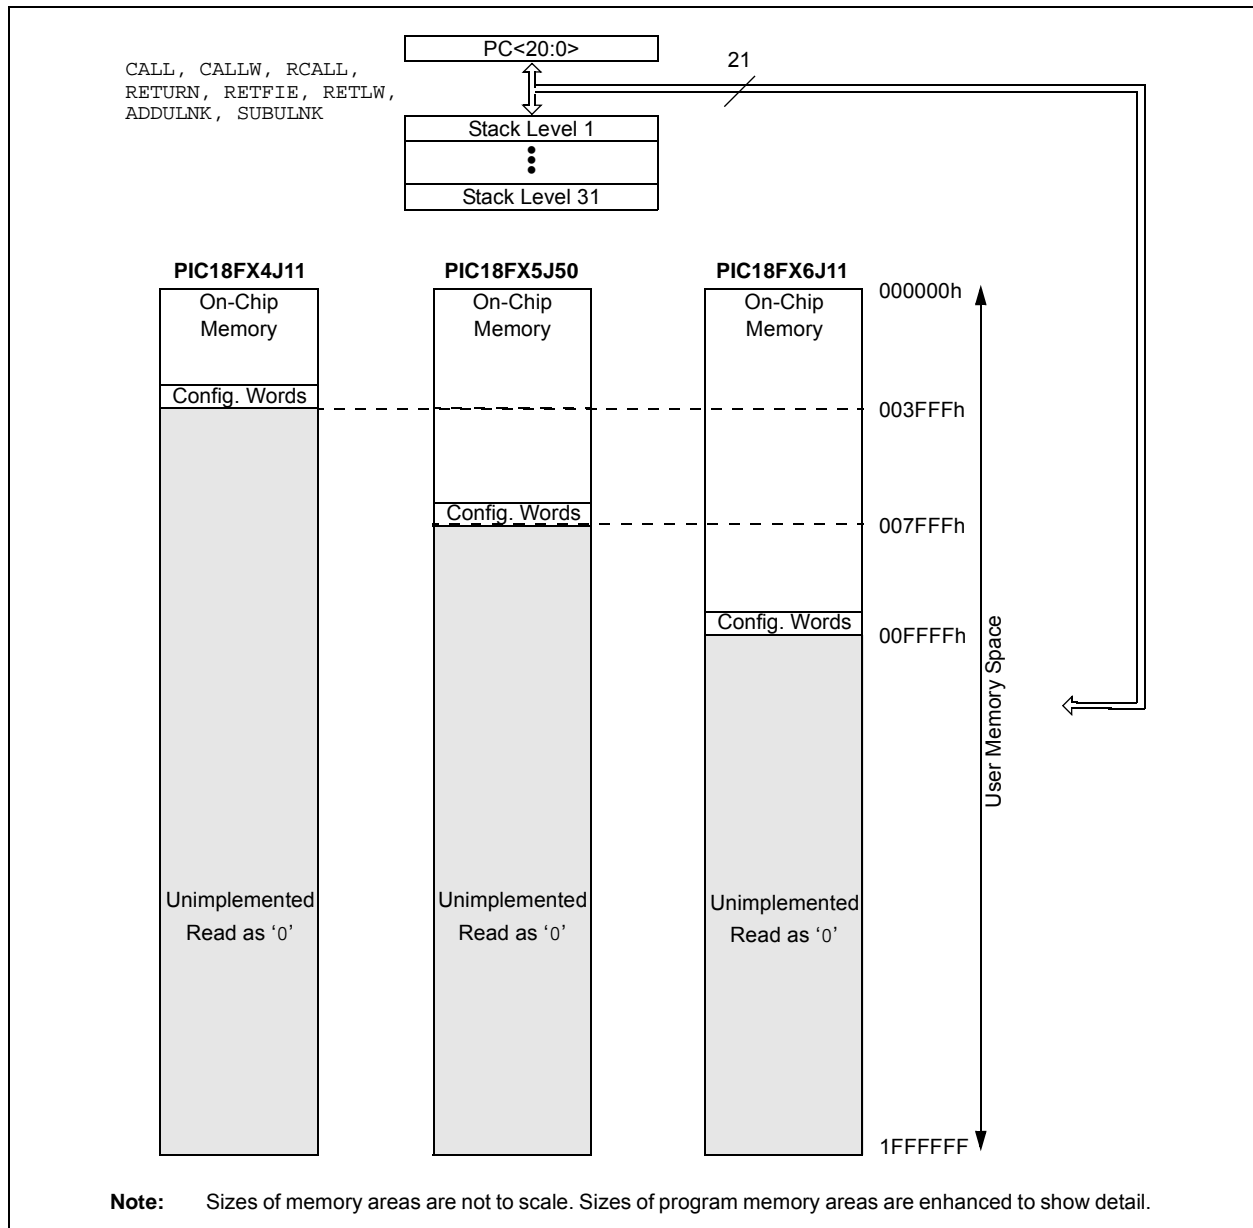 PC<20:0>
21
CALL, CALLW, RCALL,
RETURN, RETFIE, RETLW,
ADDULNK, SUBULNK
Stack Level 1
Stack Level 31
PIC18FX4J11
PIC18FX5J50
PIC18FX6J11
On-Chip
Memory
On-Chip
Memory
On-Chip
Memory
000000h
Config. Words
003FFFh
Config. Words
007FFFh
Config. Words
00FFFFh
User Memory Space
Unimplemented
Read as ‘0’
Unimplemented
Read as ‘0’
Unimplemented
Read as ‘0’
1FFFFFF
Note: Sizes of memory areas are not to scale. Sizes of program memory areas are enhanced to show detail.